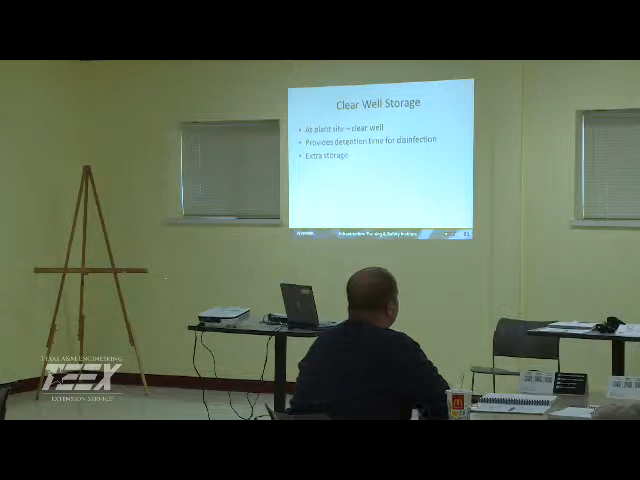 Clear Well Storage
• At plant site – clear well
• Provides detention time for disinfection
• Extra storage
Infrastructure Training & Safety Institute
TEXAS A&M ENGINEERING
TEEX
EXTENSION SERVICE